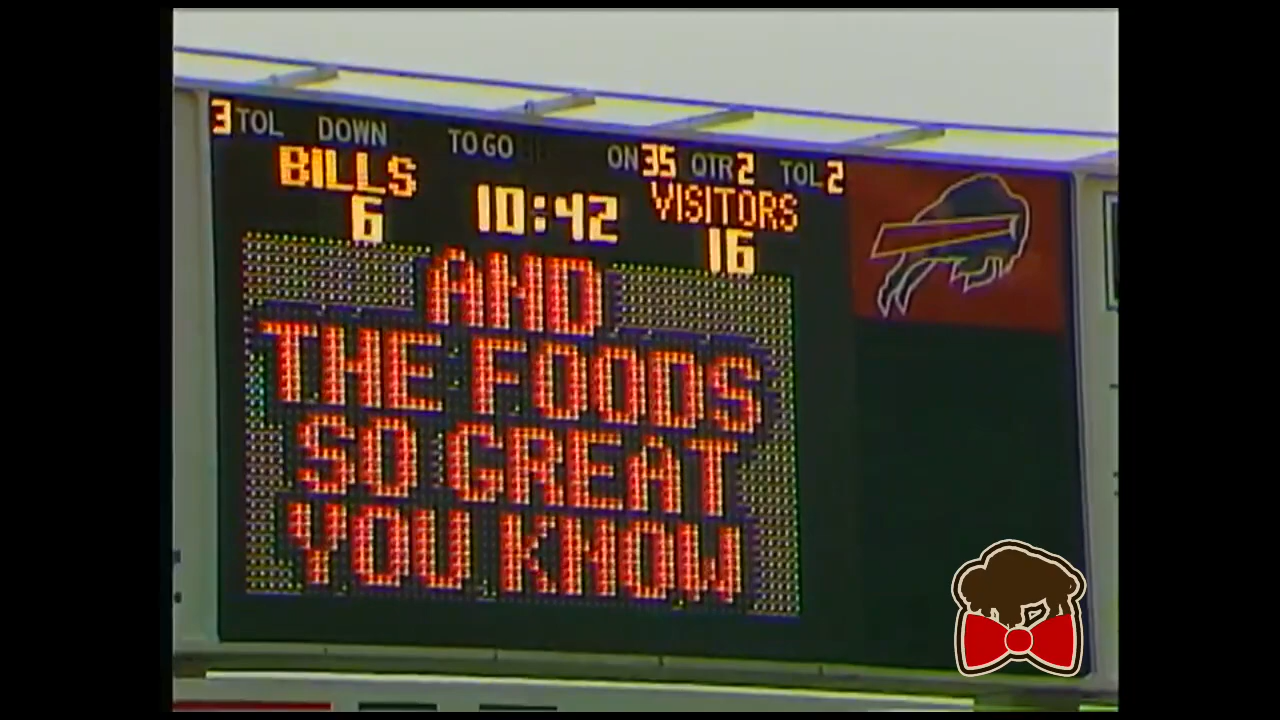 3 TOL DOWN TO GO ON 35 QTR 2 TOL 2
BILLS 10:42 VISITORS
6 16
AND
THE FOODS
SO GREAT
YOU KNOW